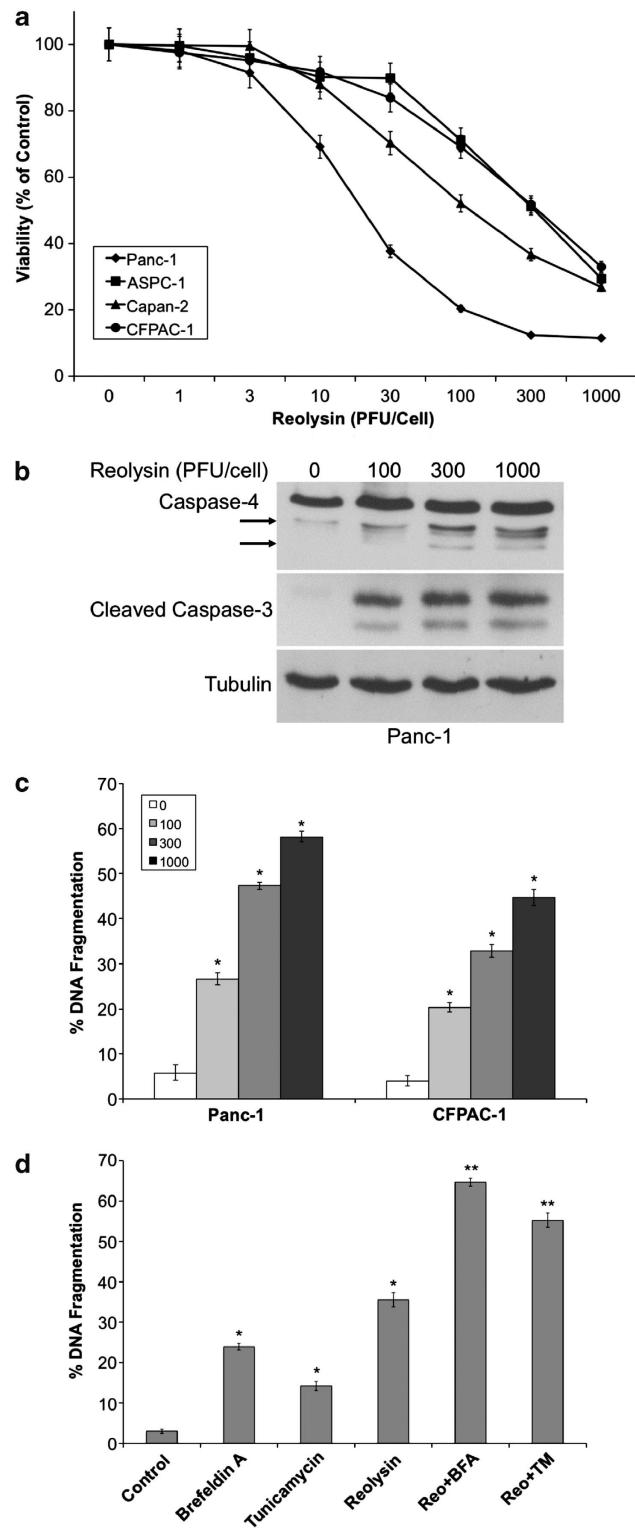 a
Viability (% of Control)
120
100
80
60
40
20
0
Panc-1
ASPC-1
Capan-2
CFPAC-1
0 1 3 10 30 100 300 1000
Reolysin (PFU/Cell)
b
Reolysin (PFU/cell) 0 100 300 1000
Caspase-4
Cleaved Caspase-3
Tubulin
Panc-1
c
% DNA Fragmentation
70
60
50
40
30
20
10
0
0
100
300
1000
* * * * * *
Panc-1 CFPAC-1
d
% DNA Fragmentation
70
60
50
40
30
20
10
0
* * * ** **
Control Brefeldin A Tunicamycin Reolysin Reo+BFA Reo+TM